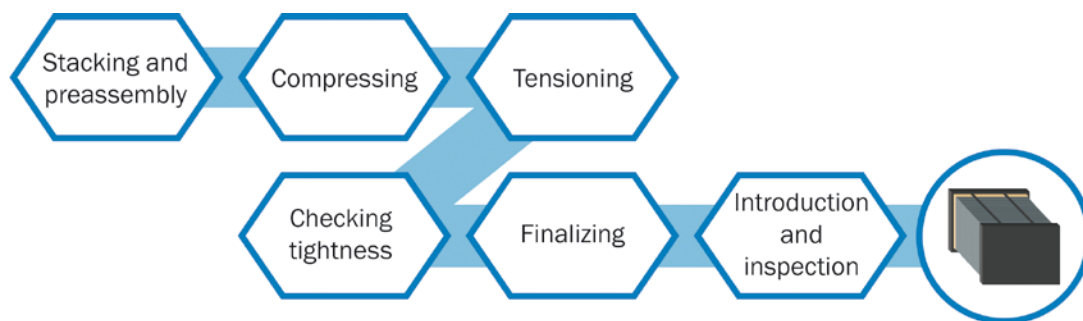 Stacking and
preassembly
Compressing
Tensioning
Checking
tightness
Finalizing
Introduction
and
inspection